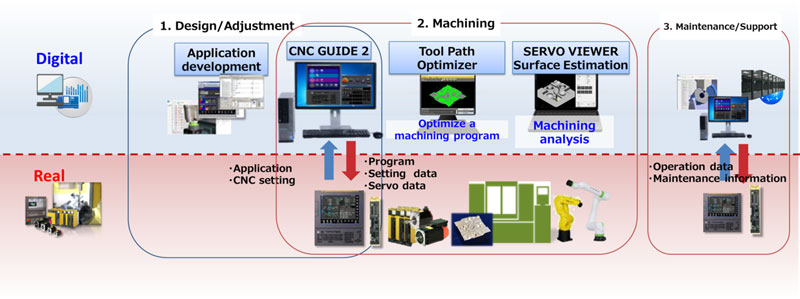 1. Design/Adjustment
2. Machining
3. Maintenance/Support
Digital
Application
development
CNC GUIDE 2
Tool Path
Optimizer
SERVO VIEWER
Surface Estimation
Optimize a
machining program
Machining
analysis
Real
・Application
・CNC setting
・Program
・Setting data
・Servo data
・Operation data
・Maintenance information